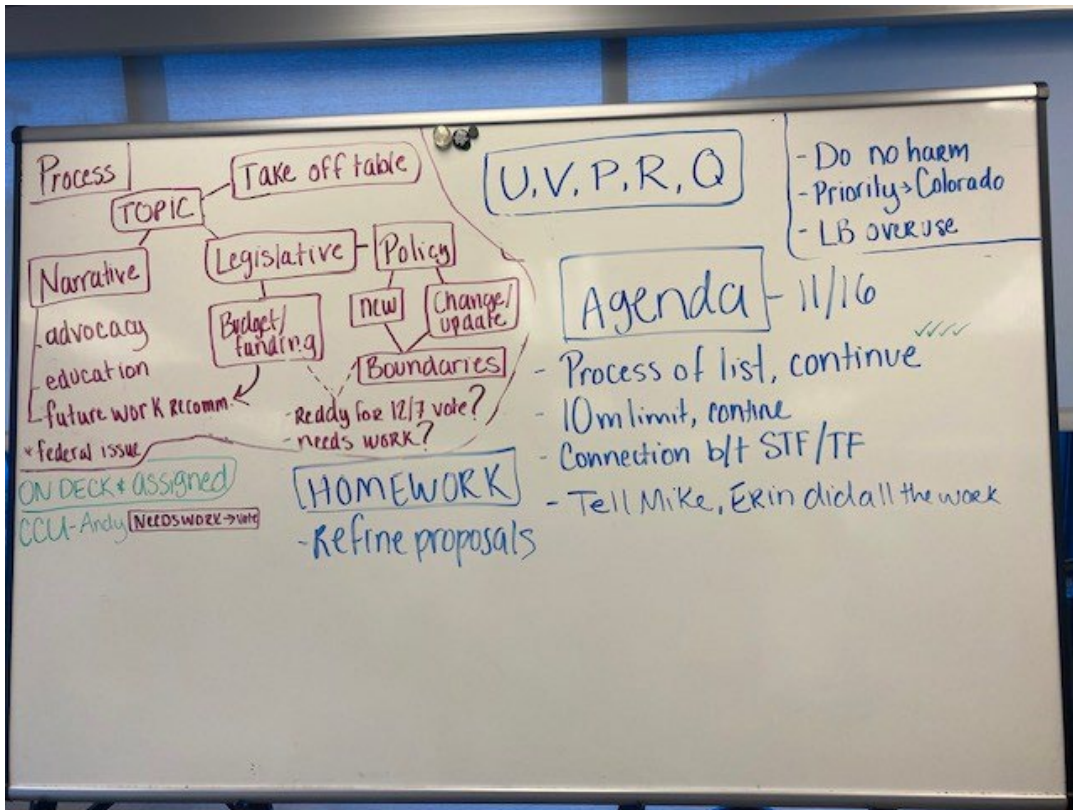 Process
Take off table
TOPIC
Narrative
Legislative
Policy
advocacy
education
future work recomm.
* federal issue
Budget/
funding
new
Change/
update
Boundaries
- Ready for 12/7 vote?
- needs work?
ON DECK & assigned
CCU-Andy NEEDS WORK → vote
HOMEWORK
- Refine proposals
U, V, P, R, Q
- Do no harm
- Priority → Colorado
- LB overuse
Agenda - 11/16
- Process of list, continue
- 10m limit, contine
- Connection b/t STF/TF
- Tell Mike, Erin did all the work